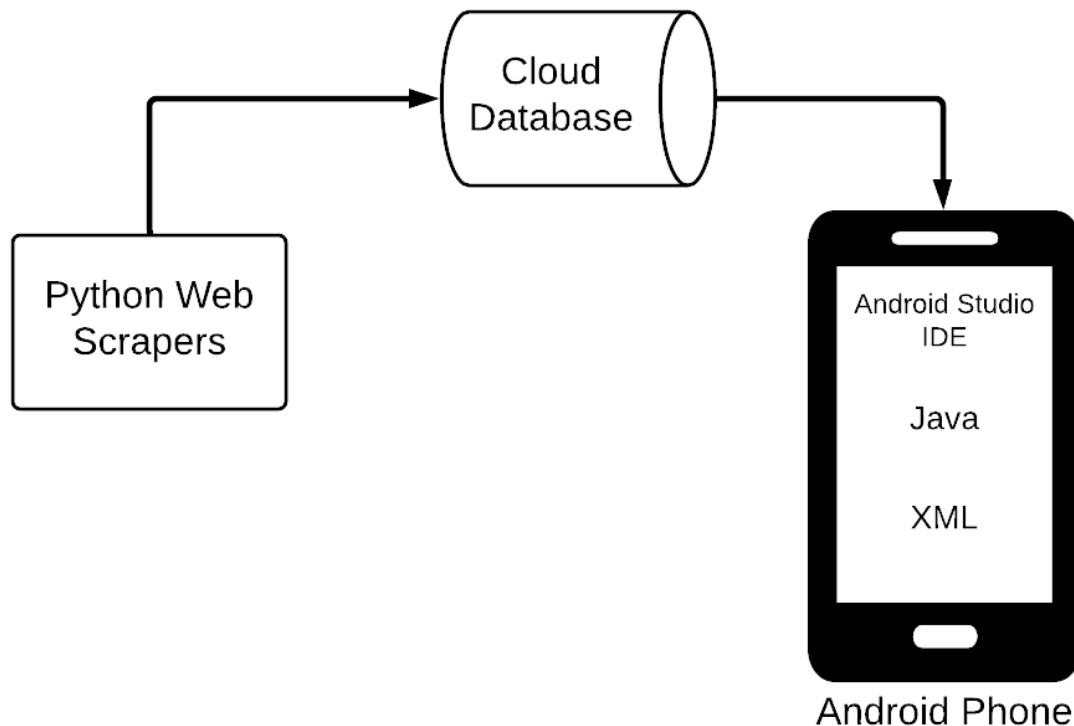 Cloud
Database
Python Web
Scrapers
Android Studio
IDE
Java
XML
Android Phone